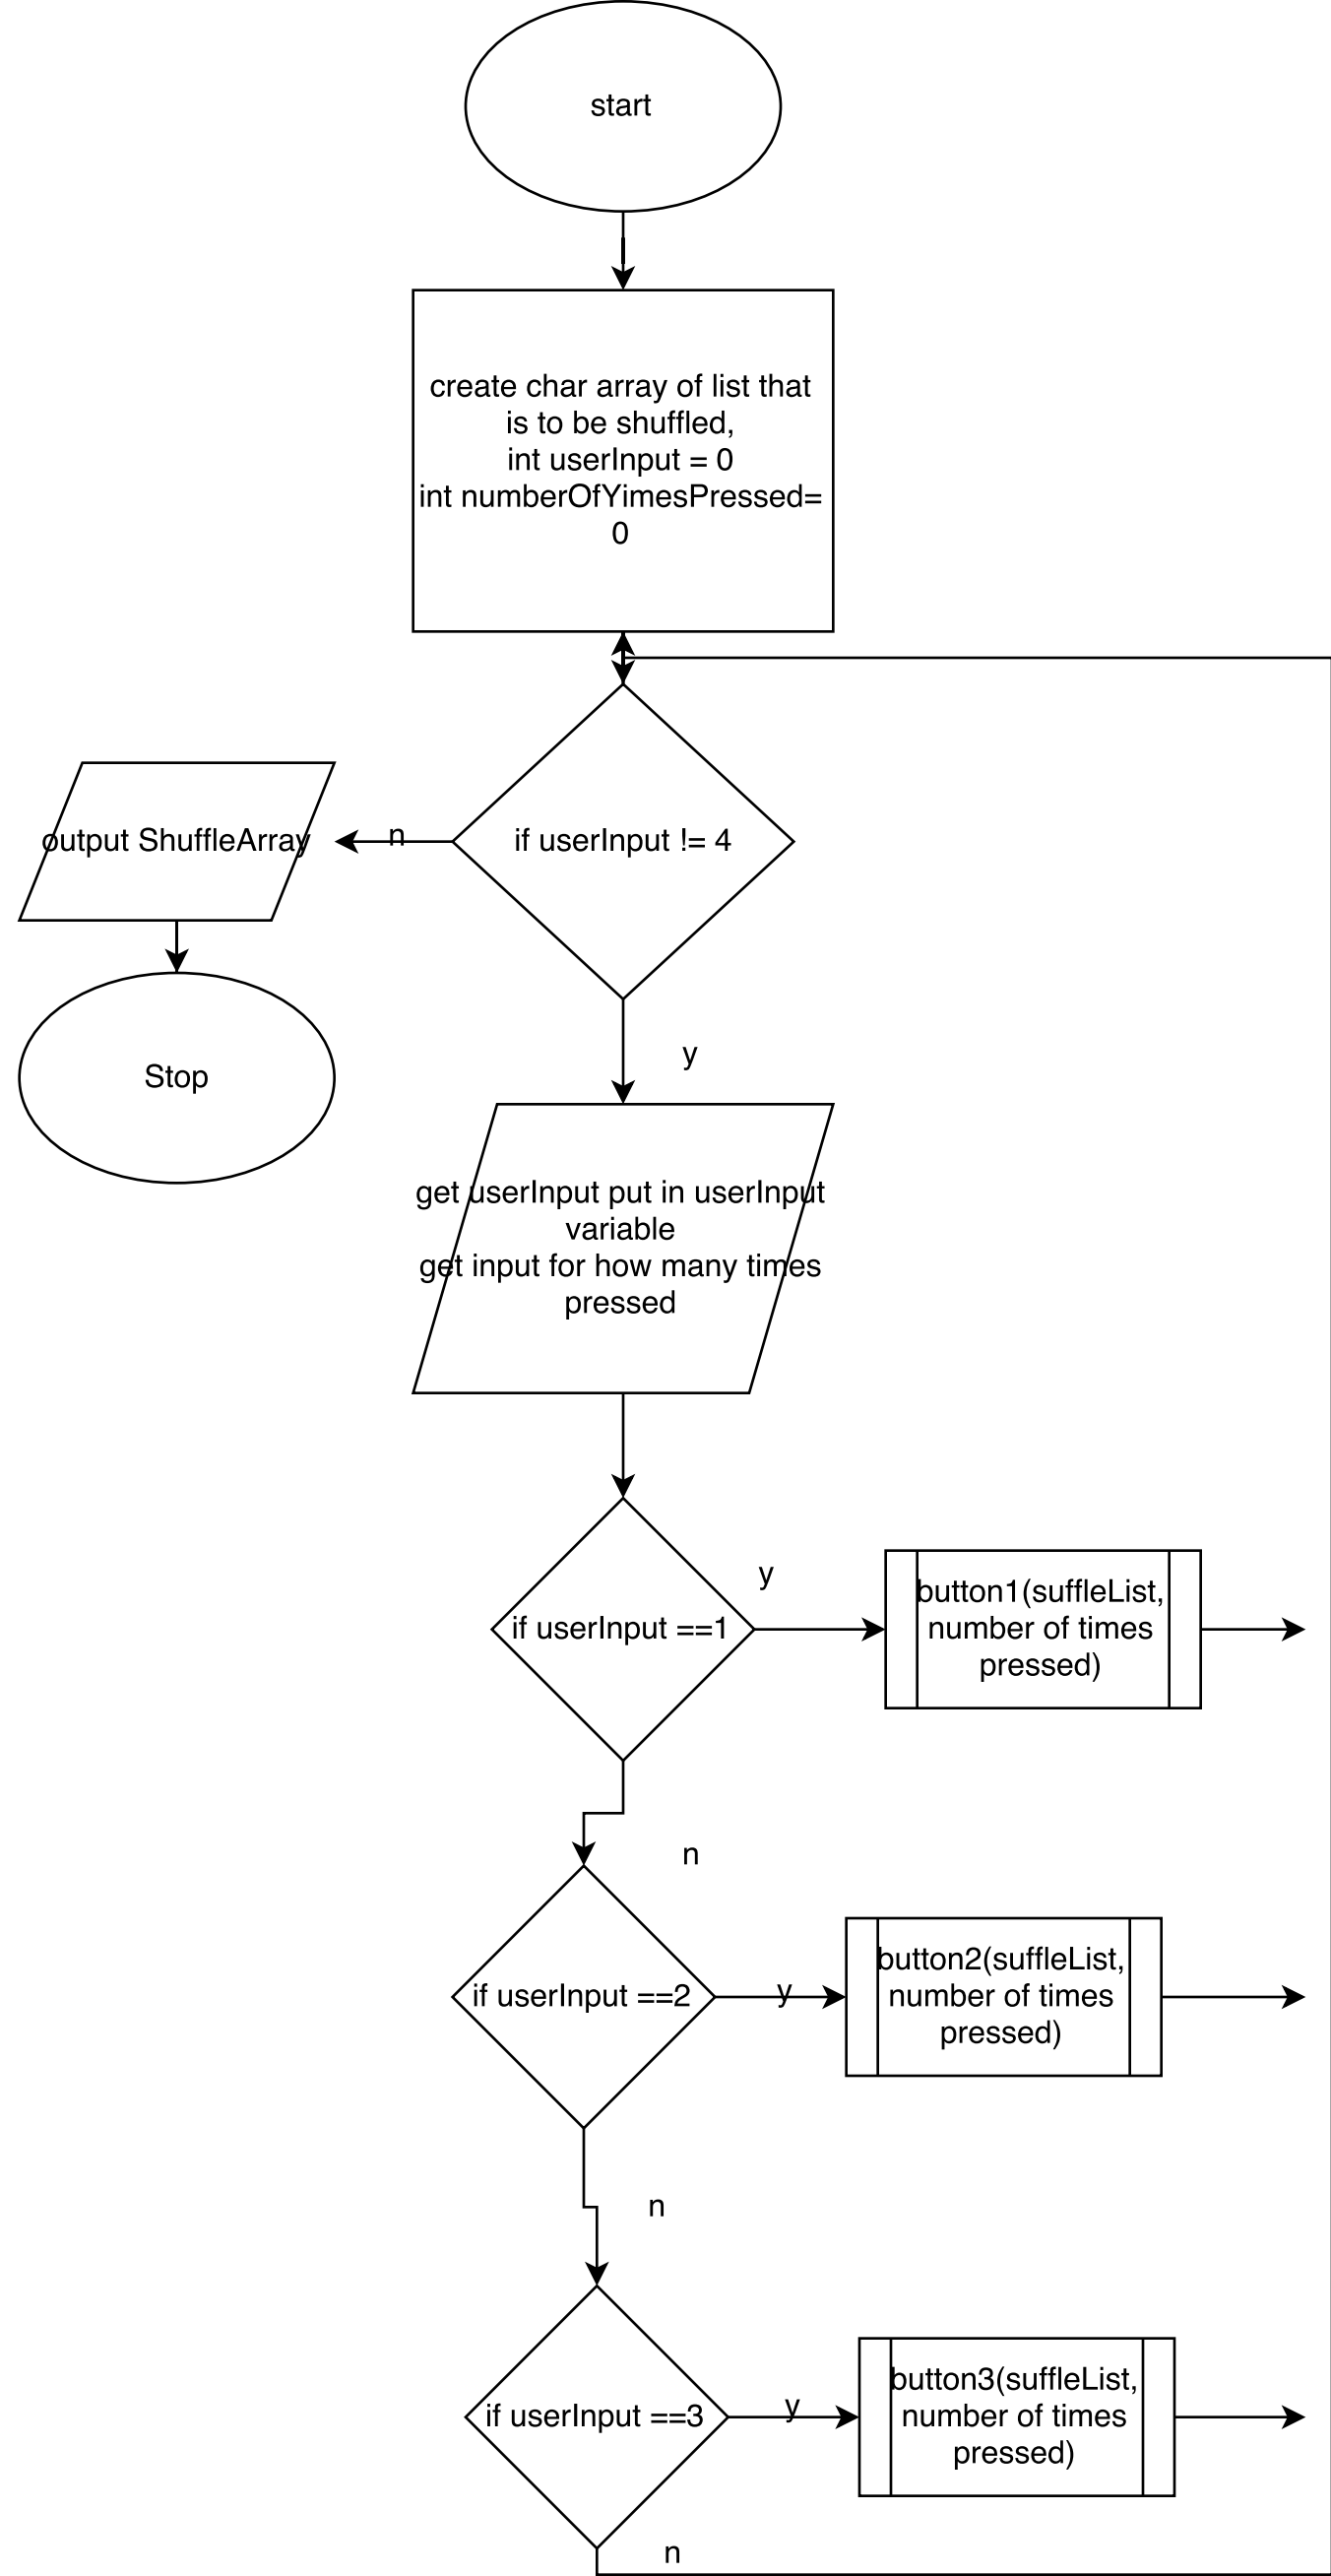 start
create char array of list that
is to be shuffled,
int userInput = 0
int numberOfYimesPressed=
0
if userInput != 4
n
output ShuffleArray
Stop
y
get userInput put in userInput
variable
get input for how many times
pressed
if userInput ==1
y
button1(suffleList,
number of times
pressed)
n
if userInput ==2
y
button2(suffleList,
number of times
pressed)
n
if userInput ==3
y
button3(suffleList,
number of times
pressed)
n